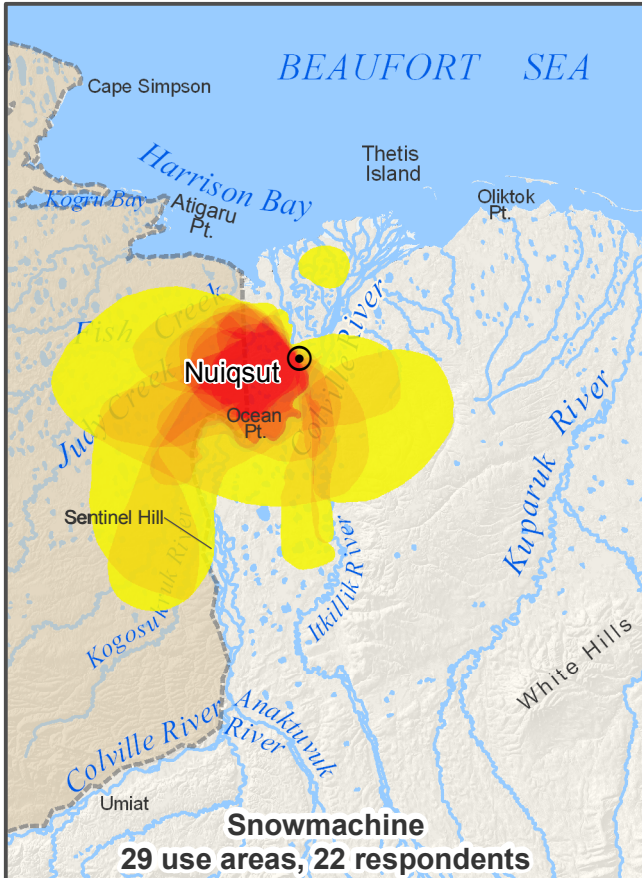 BEAUFORT SEA
Cape Simpson
Harrison Bay
Thetis
Island
Kogru Bay
Atigaru
Pt.
Oliktok
Pt.
Fish Creek
Colville River
Nuiqsut
Judy Creek
Ocean
Pt.
Kuparuk River
Sentinel Hill
Itkillik River
Kogosukruk River
White Hills
Colville River
Anaktuvuk
River
Umiat
Snowmachine
29 use areas, 22 respondents